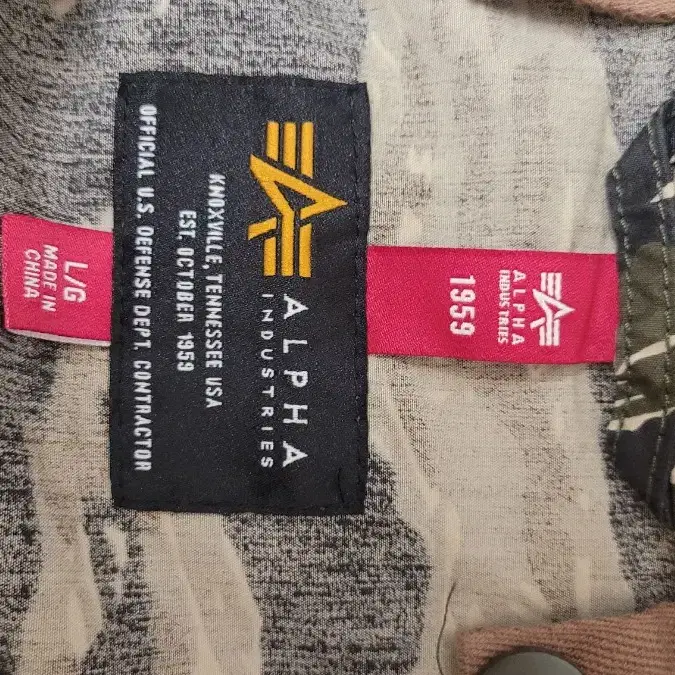 ALPHA
INDUSTRIES
1959
ALPHA
INDUSTRIES
KNOXVILLE, TENNESSEE USA
EST. OCTOBER 1959
OFFICIAL U.S. DEFENSE DEPT. CONTRACTOR
L/G
MADE IN
CHINA